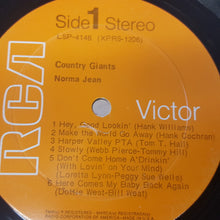 Side 1 Stereo
LSP-4146 (XPRS-1206)
Country Giants
Norma Jean
RCA
Victor
1 Hey, Good Lookin' (Hank Williams)
2 Make the World Go Away (Hank Cochran)
3 Harper Valley PTA (Tom T. Hall)
4 Slowly (Webb Pierce-Tommy Hill)
5 Don't Come Home A'Drinkin'
(With Lovin' on Your Mind)
(Loretta Lynn-Peggy Sue Wells)
6 Here Comes My Baby Back Again
(Dottie West-Bill West)